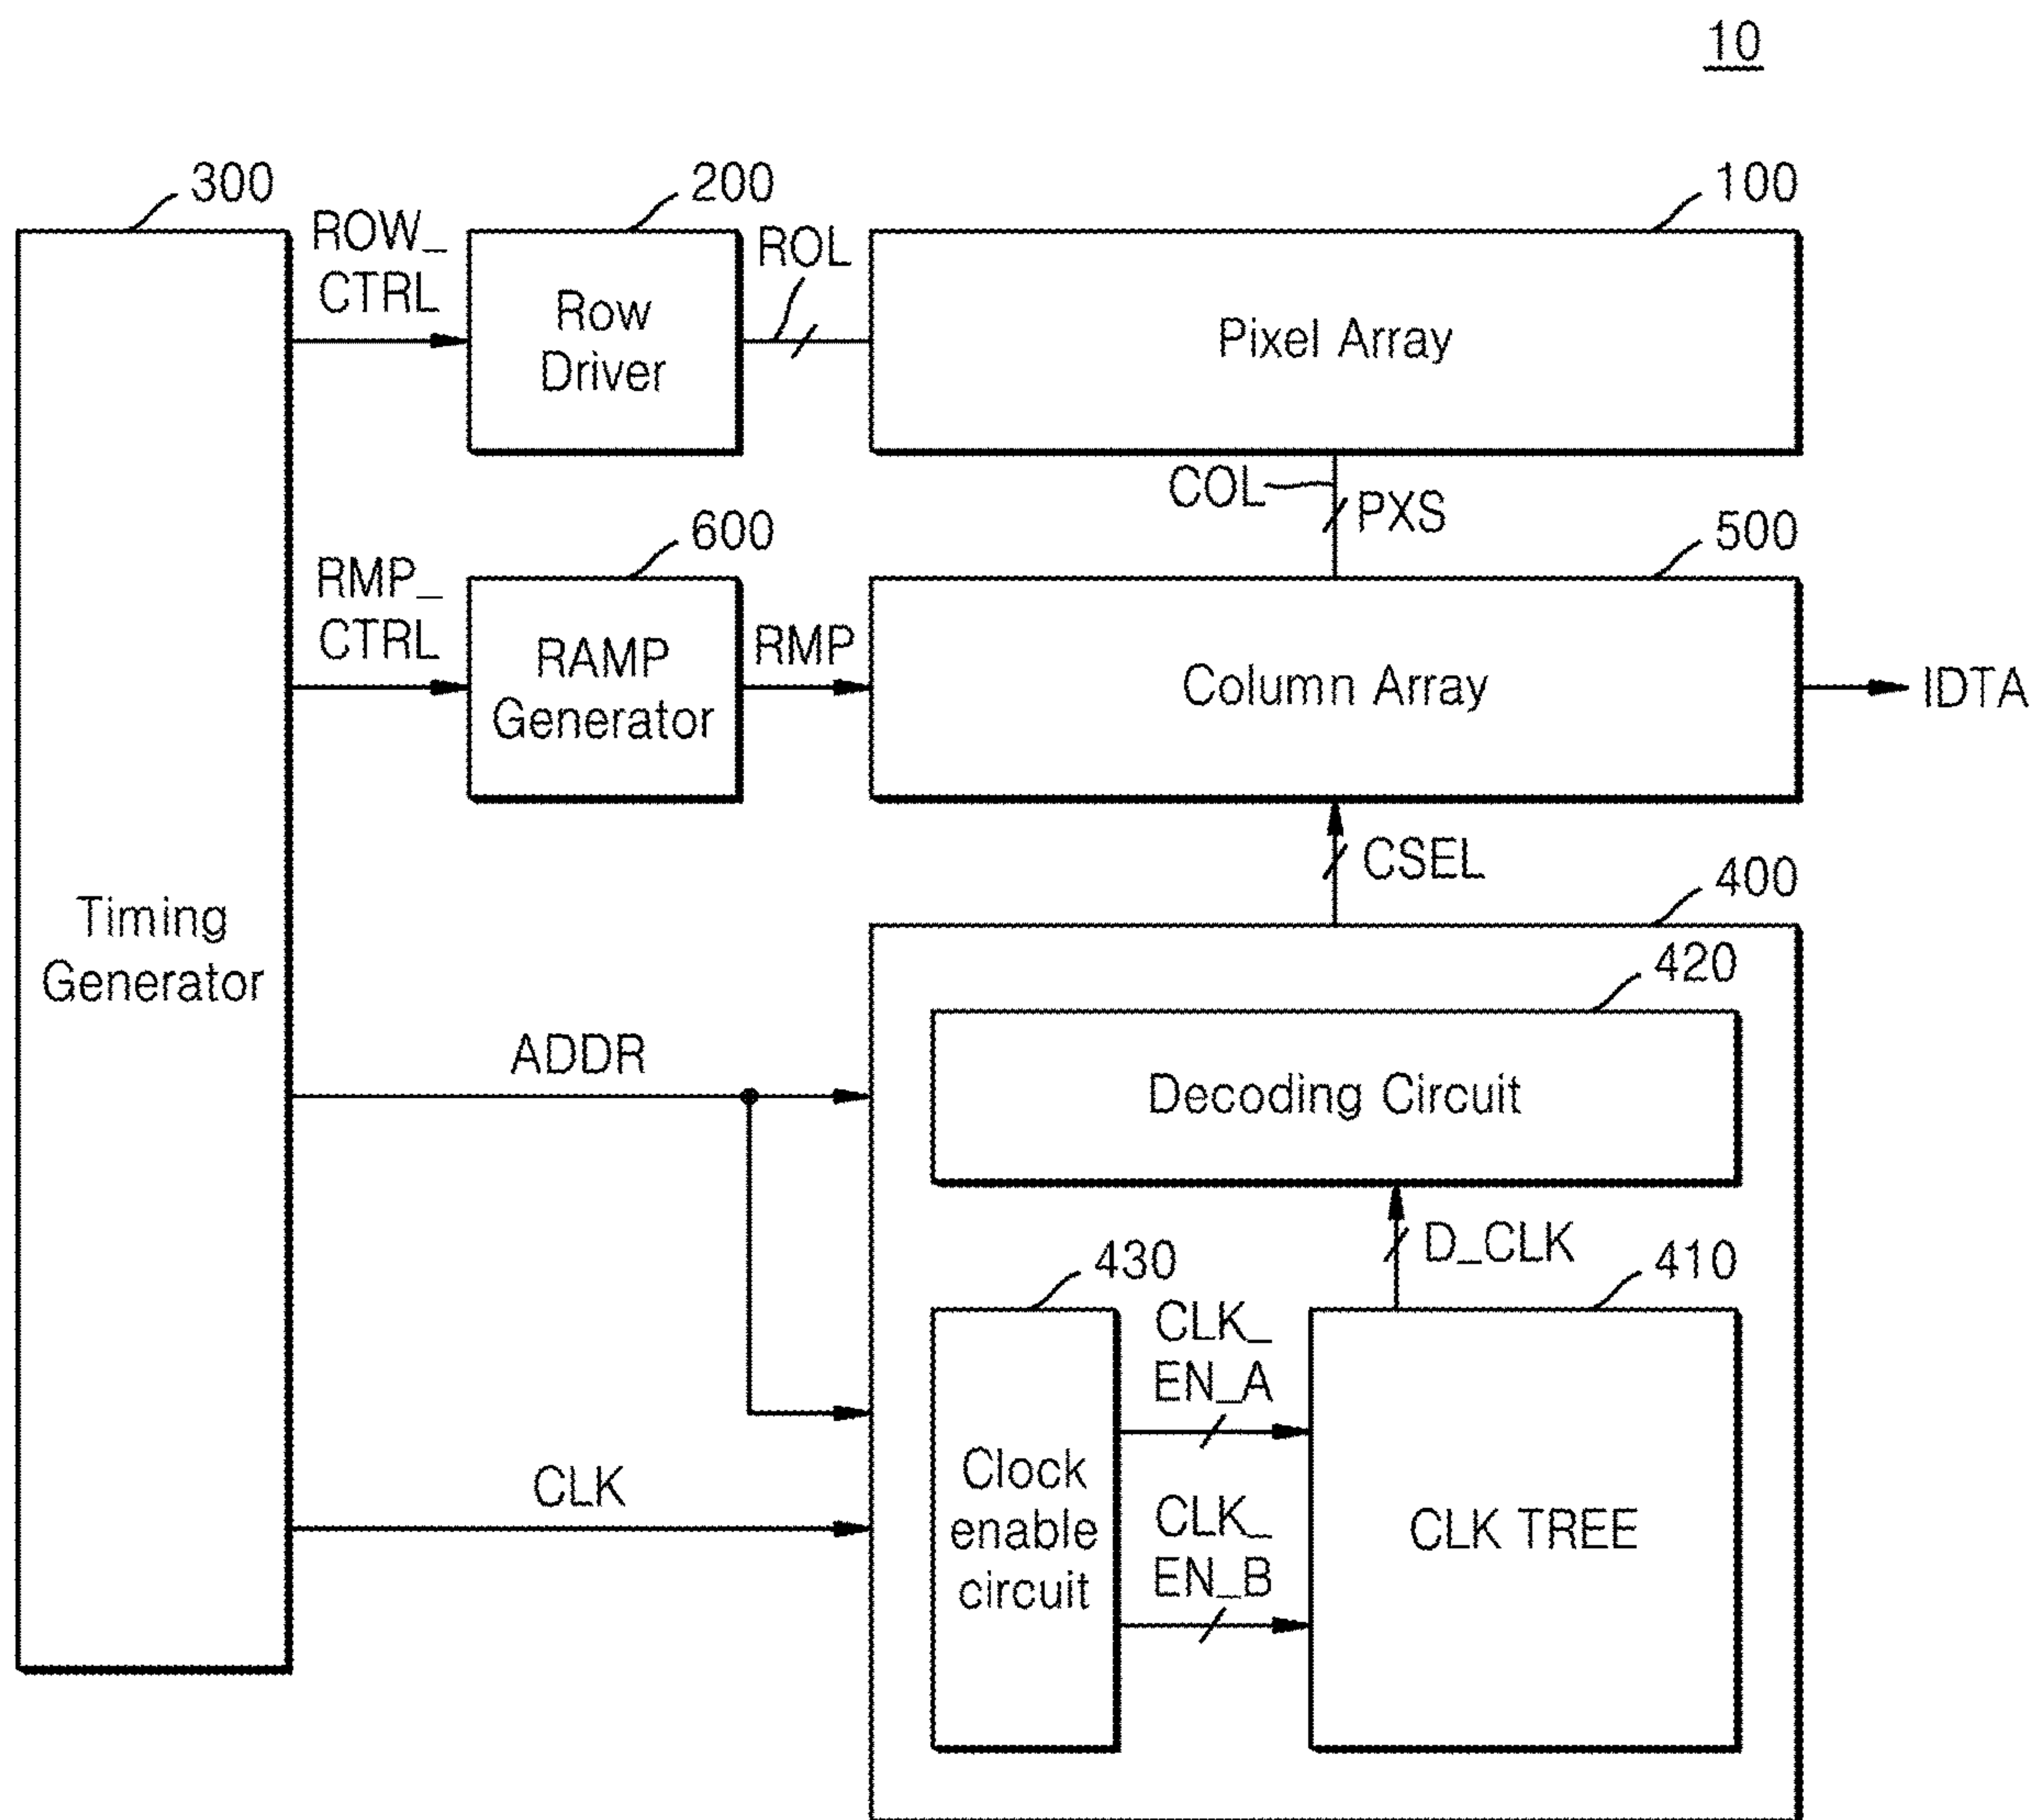 10
300
200
100
ROW_
CTRL
ROL
Row
Driver
Pixel Array
COL
PXS
600
500
RMP_
CTRL
RMP
RAMP
Generator
Column Array
IDTA
CSEL
400
Timing
Generator
420
ADDR
Decoding Circuit
D_CLK
430
410
CLK_
EN_A
CLK
Clock
enable
circuit
CLK_
EN_B
CLK TREE